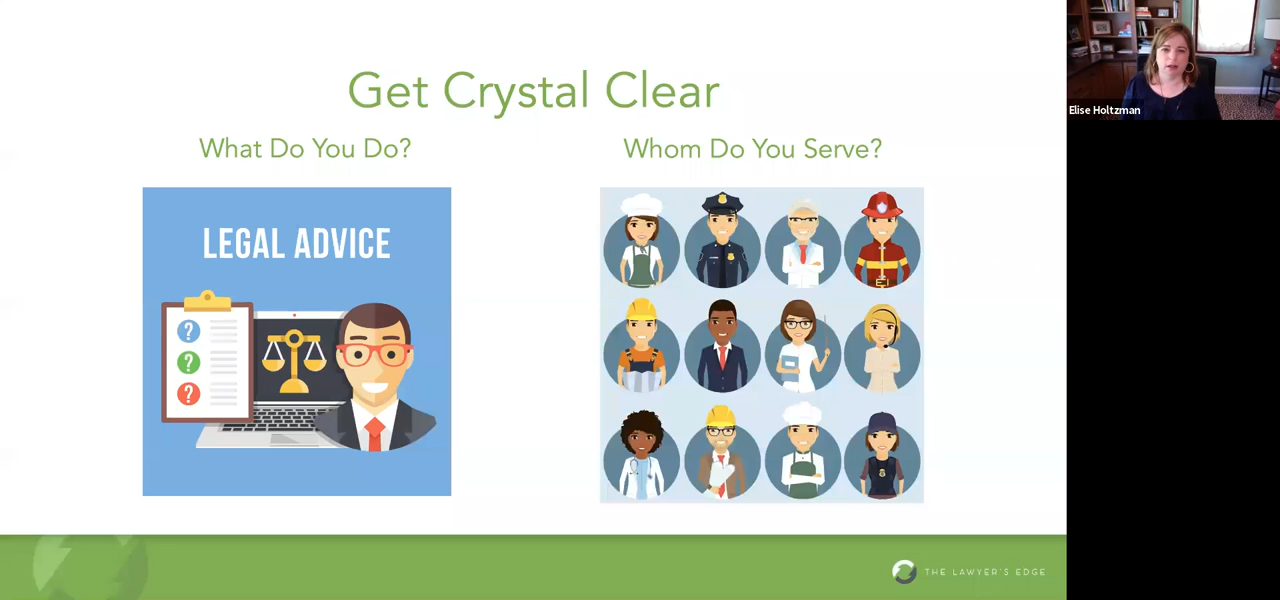 Get Crystal Clear
What Do You Do?
Whom Do You Serve?
LEGAL ADVICE
?
?
?
Elise Holtzman
THE LAWYER'S EDGE